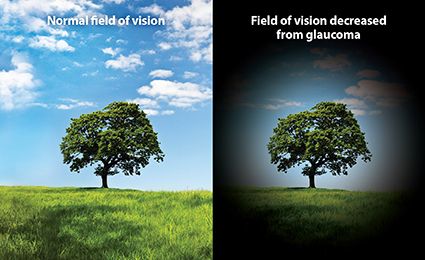 Normal field of vision
Field of vision decreased
from glaucoma